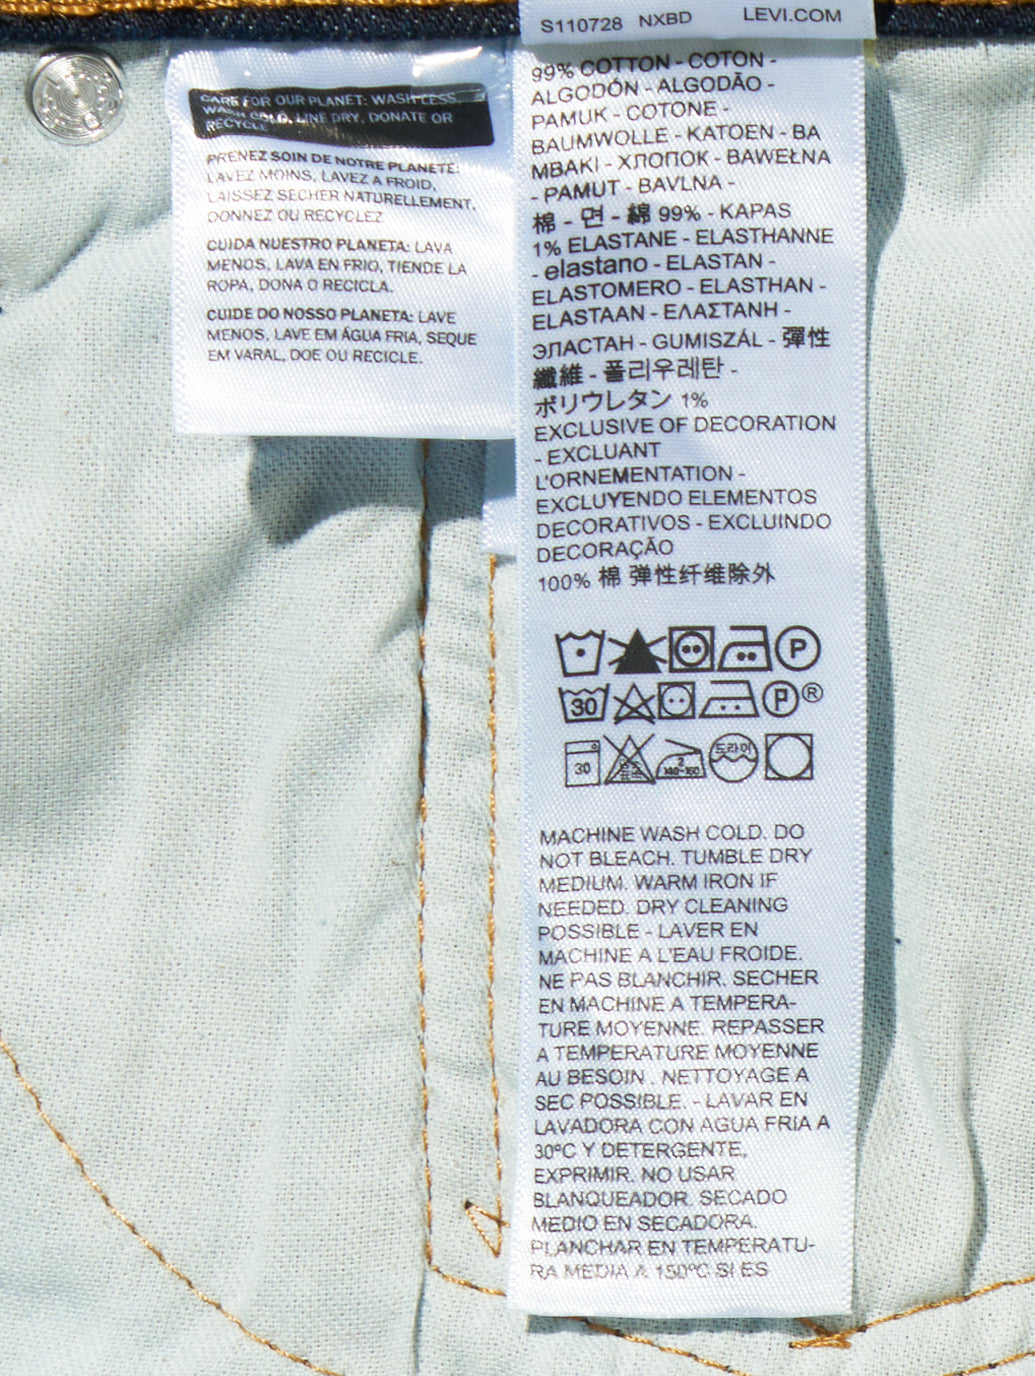 CARE FOR OUR PLANET: WASH LESS,
WASH COLD, LINE DRY, DONATE OR
RECYCLE
PRENEZ SOIN DE NOTRE PLANETE:
LAVEZ MOINS, LAVEZ A FROID,
LAISSEZ SECHER NATURELLEMENT,
DONNEZ OU RECYCLEZ
CUIDA NUESTRO PLANETA: LAVA
MENOS, LAVA EN FRIO, TIENDE LA
ROPA, DONA O RECICLA.
CUIDE DO NOSSO PLANETA: LAVE
MENOS, LAVE EM ÁGUA FRIA, SEQUE
EM VARAL, DOE OU RECICLE.
S110728 NXBD LEVI.COM
99% COTTON - COTON -
ALGODÓN - ALGODÃO -
PAMUK - COTONE -
BAUMWOLLE - KATOEN - BA
MBAKI - ХЛОПОК - BAWEŁNA
- PAMUT - BAVLNA -
棉 - 면 - 綿 99% - KAPAS
1% ELASTANE - ELASTHANNE
- elastano - ELASTAN -
ELASTOMERO - ELASTHAN -
ELASTAAN - ΕΛΑΣΤΑΝΗ -
ЭЛАСТАН - GUMISZÁL - 彈性
纖維 - 폴리우레탄 -
ポリウレタン 1%
EXCLUSIVE OF DECORATION
- EXCLUANT
L'ORNEMENTATION -
EXCLUYENDO ELEMENTOS
DECORATIVOS - EXCLUINDO
DECORAÇÃO
100% 棉 弹性纤维除外
P
30 P ®
30 2 140~160 드라이
MACHINE WASH COLD. DO
NOT BLEACH. TUMBLE DRY
MEDIUM. WARM IRON IF
NEEDED. DRY CLEANING
POSSIBLE - LAVER EN
MACHINE A L'EAU FROIDE.
NE PAS BLANCHIR. SECHER
EN MACHINE A TEMPERA-
TURE MOYENNE. REPASSER
A TEMPERATURE MOYENNE
AU BESOIN . NETTOYAGE A
SEC POSSIBLE. - LAVAR EN
LAVADORA CON AGUA FRIA A
30ºC Y DETERGENTE,
EXPRIMIR. NO USAR
BLANQUEADOR. SECADO
MEDIO EN SECADORA.
PLANCHAR EN TEMPERATU-
RA MEDIA A 150ºC SI ES